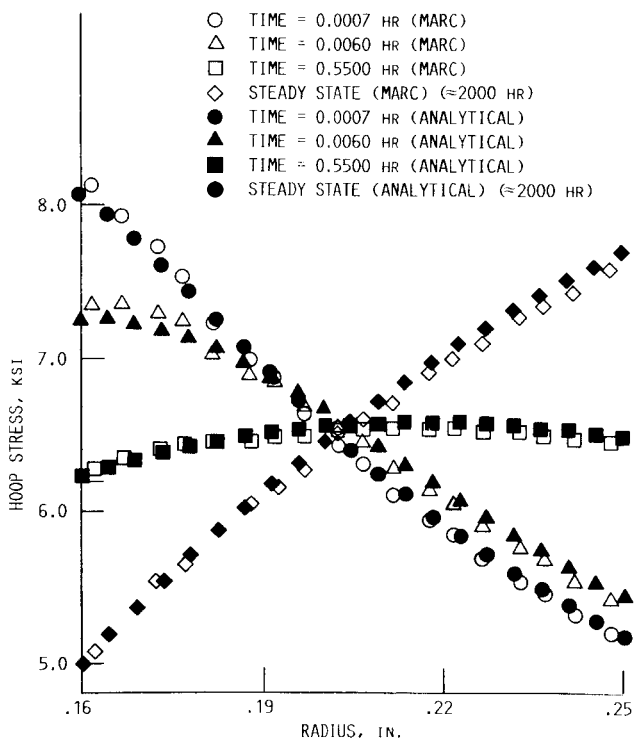 TIME = 0.0007 HR (MARC)
TIME = 0.0060 HR (MARC)
TIME = 0.5500 HR (MARC)
STEADY STATE (MARC) (≈2000 HR)
TIME = 0.0007 HR (ANALYTICAL)
TIME = 0.0060 HR (ANALYTICAL)
TIME = 0.5500 HR (ANALYTICAL)
STEADY STATE (ANALYTICAL) (≈2000 HR)
8.0
7.0
6.0
5.0
HOOP STRESS, KSI
.16
.19
.22
.25
RADIUS, IN.